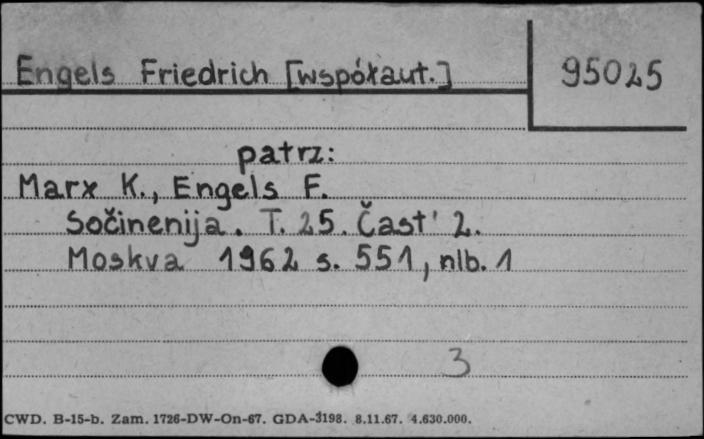 Engels Friedrich [współaut.]
95025
patrz:
Marx K., Engels F.
Sočinenija. T. 25. Čast' 2.
Moskva 1962 s. 551, nlb. 1
3
CWD. B-15-b. Zam. 1726-DW-On-67. GDA-3198. 8.11.67. 4.630.000.